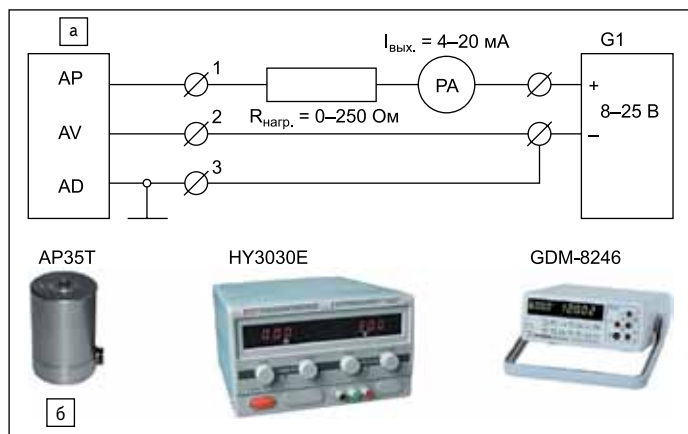 а
Iвых. = 4–20 мА
G1
AP
1
PA
+
Rнагр. = 0–250 Ом
8–25 В
AV
2
–
AD
3
AP35T
HY3030E
GDM-8246
б